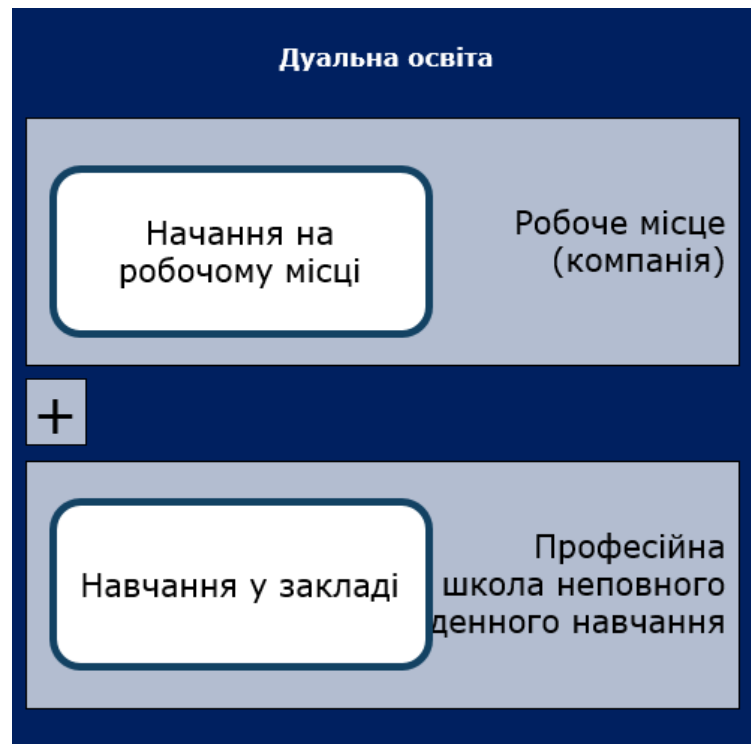 Дуальна освіта
Начання на
робочому місці
Робоче місце
(компанія)
+
Навчання у закладі
Професійна
школа неповного
денного навчання